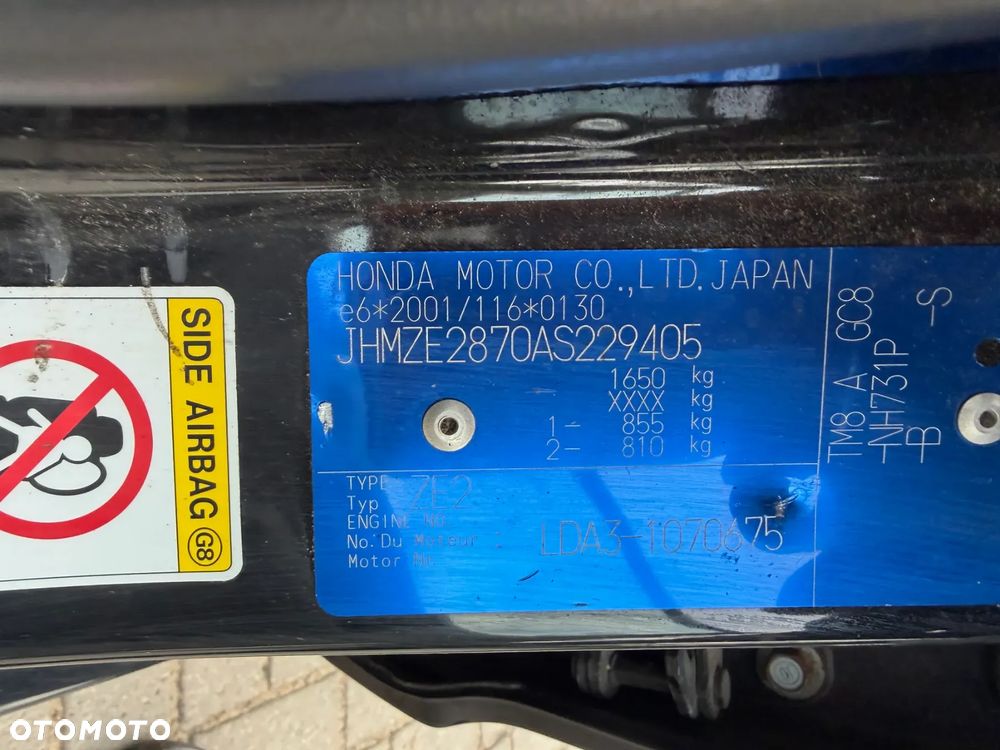 HONDA MOTOR CO.,LTD. JAPAN
e6*2001/116*0130
JHMZE2870AS229405
1650 kg
XXXX kg
1- 855 kg
2- 810 kg
TYPE
Typ ZE2
ENGINE No.
No.Du Moteur : LDA3-1070675
Motor Nr.
TM8 A GC8
-NH731P -S
-B
SIDE AIRBAG G8
OTOMOTO